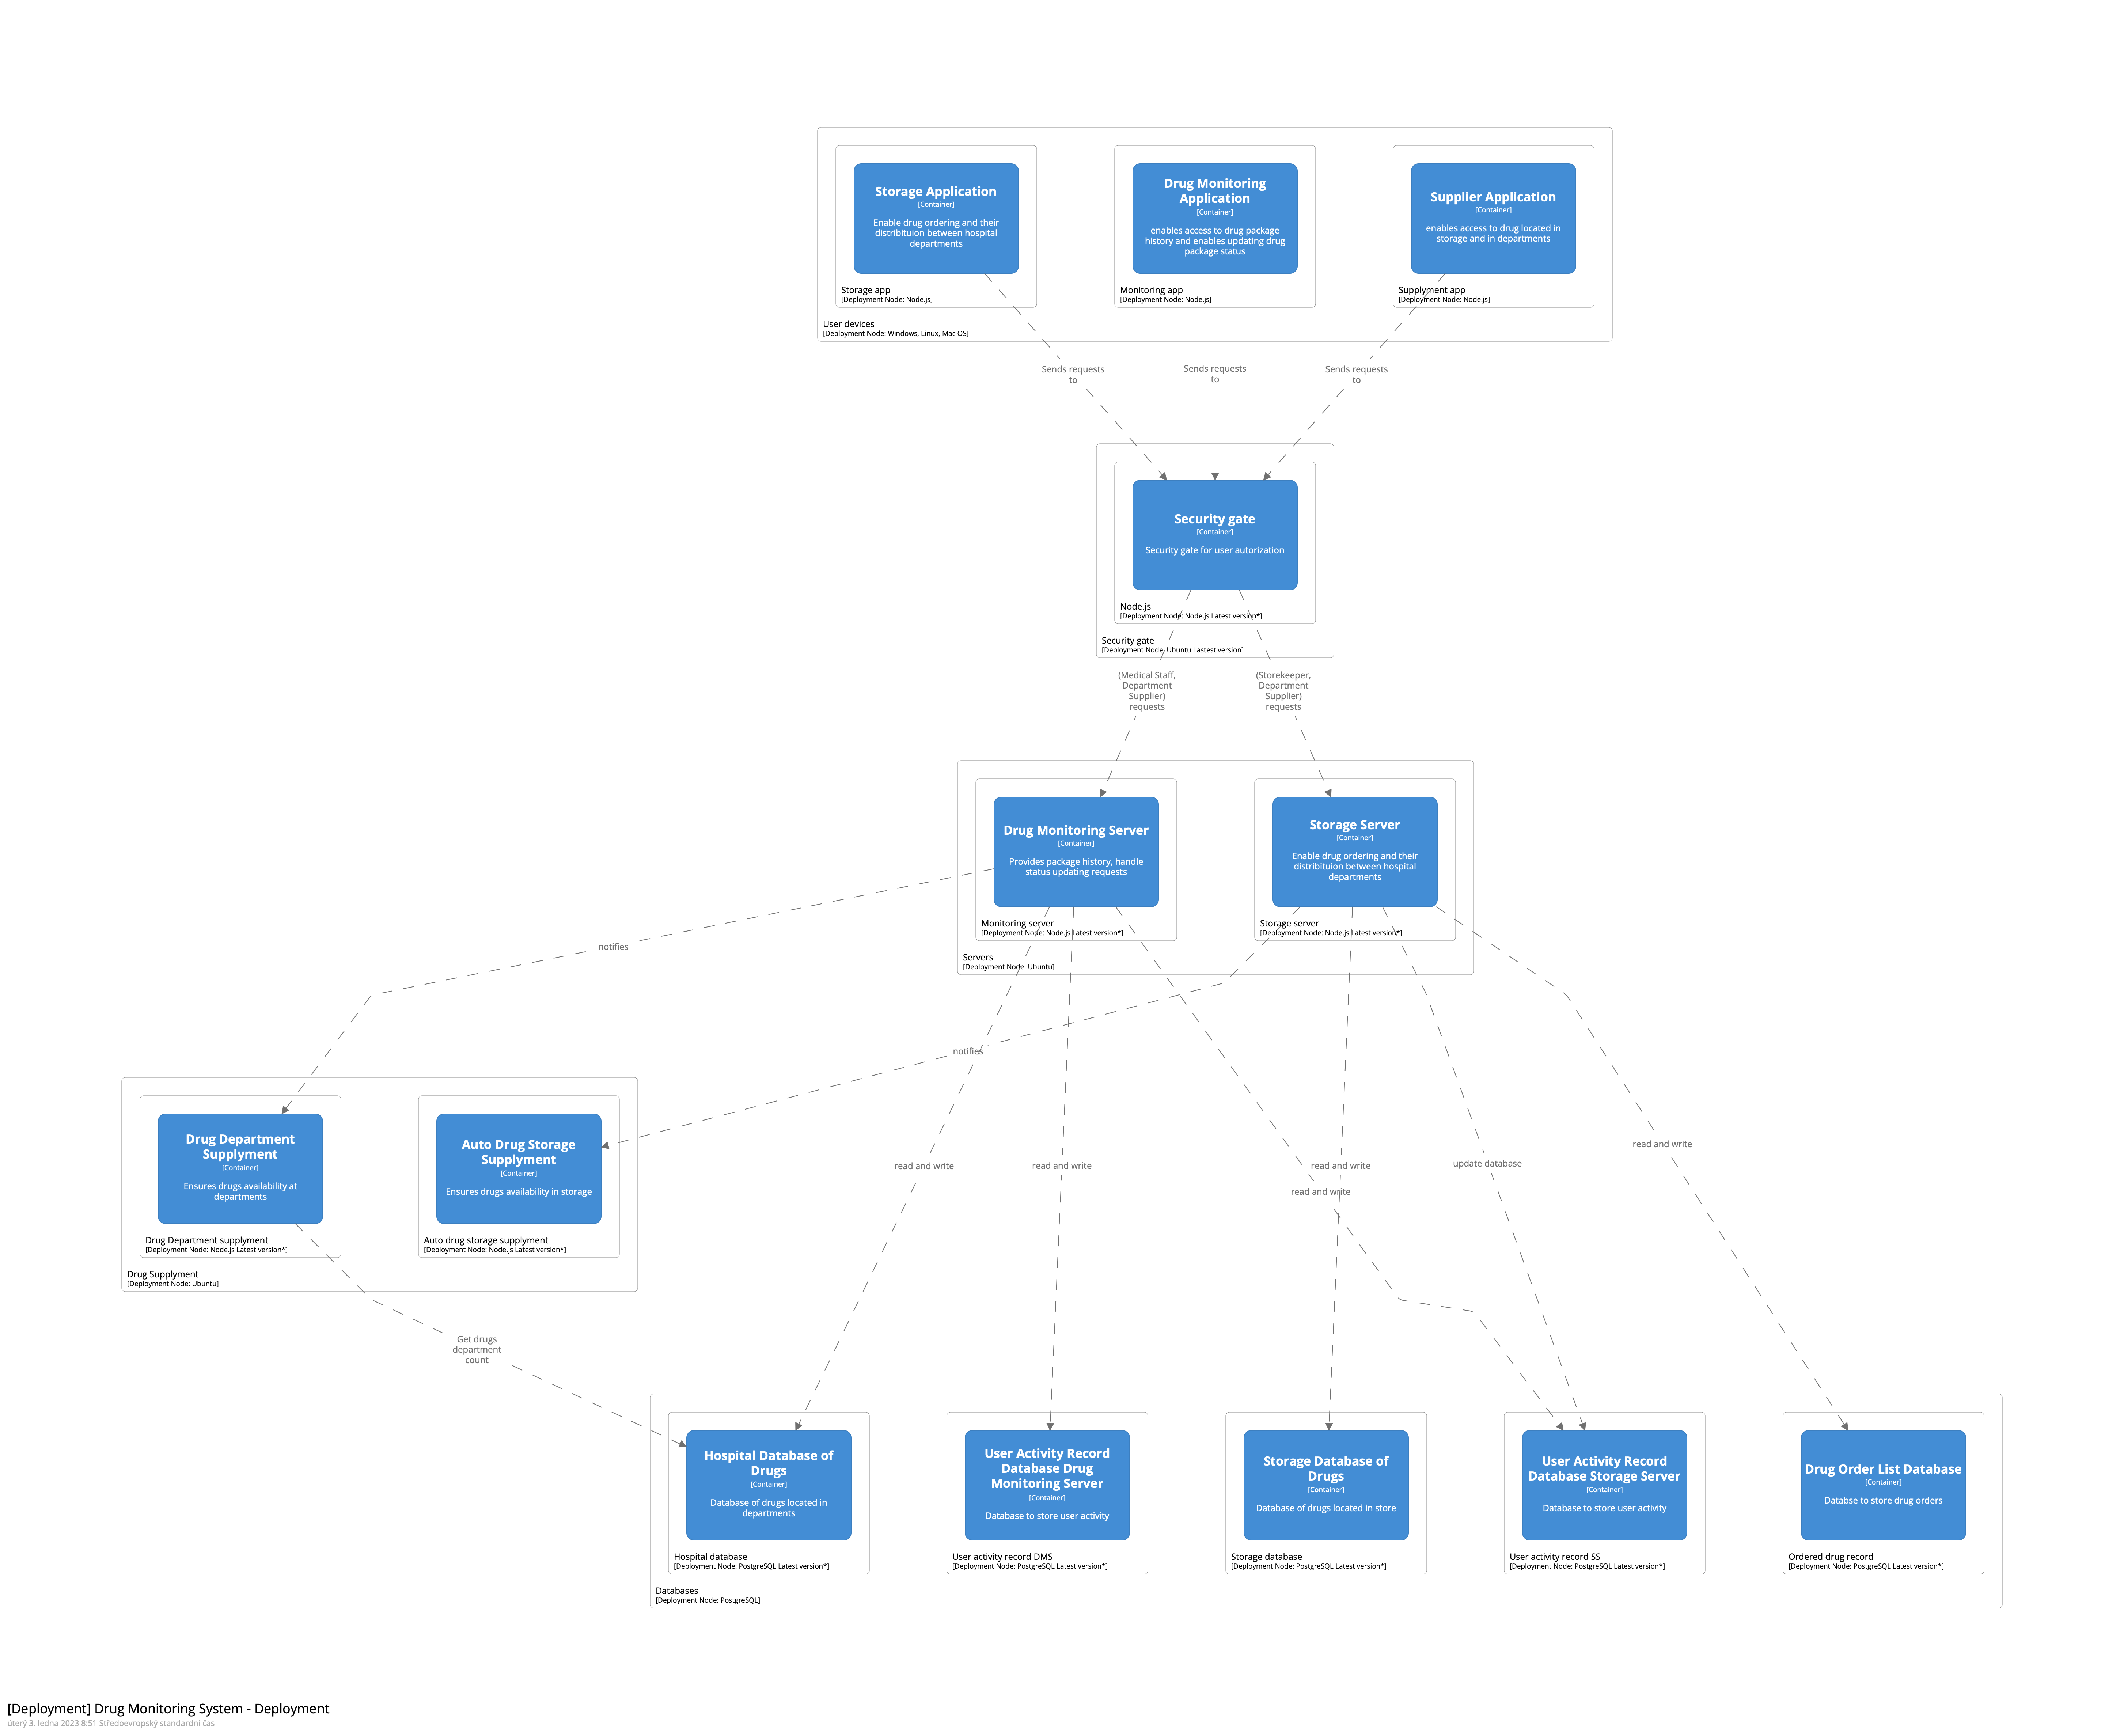 Storage Application
[Container]
Enable drug ordering and their
distribituion between hospital
departments
Storage app
[Deployment Node: Node.js]
Drug Monitoring
Application
[Container]
enables access to drug package
history and enables updating drug
package status
Monitoring app
[Deployment Node: Node.js]
Supplier Application
[Container]
enables access to drug located in
storage and in departments
Supplyment app
[Deployment Node: Node.js]
User devices
[Deployment Node: Windows, Linux, Mac OS]
Sends requests
to
Sends requests
to
Sends requests
to
Security gate
[Container]
Security gate for user autorization
Node.js
[Deployment Node: Node.js Latest version*]
Security gate
[Deployment Node: Ubuntu Lastest version]
(Medical Staff,
Department
Supplier)
requests
(Storekeeper,
Department
Supplier)
requests
Drug Monitoring Server
[Container]
Provides package history, handle
status updating requests
Monitoring server
[Deployment Node: Node.js Latest version*]
Storage Server
[Container]
Enable drug ordering and their
distribituion between hospital
departments
Storage server
[Deployment Node: Node.js Latest version*]
Servers
[Deployment Node: Ubuntu]
notifies
notifies
Drug Department
Supplyment
[Container]
Ensures drugs availability at
departments
Drug Department supplyment
[Deployment Node: Node.js Latest version*]
Auto Drug Storage
Supplyment
[Container]
Ensures drugs availability in storage
Auto drug storage supplyment
[Deployment Node: Node.js Latest version*]
Drug Supplyment
[Deployment Node: Ubuntu]
read and write
read and write
read and write
read and write
update database
read and write
Get drugs
department
count
Hospital Database of
Drugs
[Container]
Database of drugs located in
departments
Hospital database
[Deployment Node: PostgreSQL Latest version*]
User Activity Record
Database Drug
Monitoring Server
[Container]
Database to store user activity
User activity record DMS
[Deployment Node: PostgreSQL Latest version*]
Storage Database of
Drugs
[Container]
Database of drugs located in store
Storage database
[Deployment Node: PostgreSQL Latest version*]
User Activity Record
Database Storage Server
[Container]
Database to store user activity
User activity record SS
[Deployment Node: PostgreSQL Latest version*]
Drug Order List Database
[Container]
Databse to store drug orders
Ordered drug record
[Deployment Node: PostgreSQL Latest version*]
Databases
[Deployment Node: PostgreSQL]
[Deployment] Drug Monitoring System - Deployment
úterý 3. ledna 2023 8:51 Středoevropský standardní čas